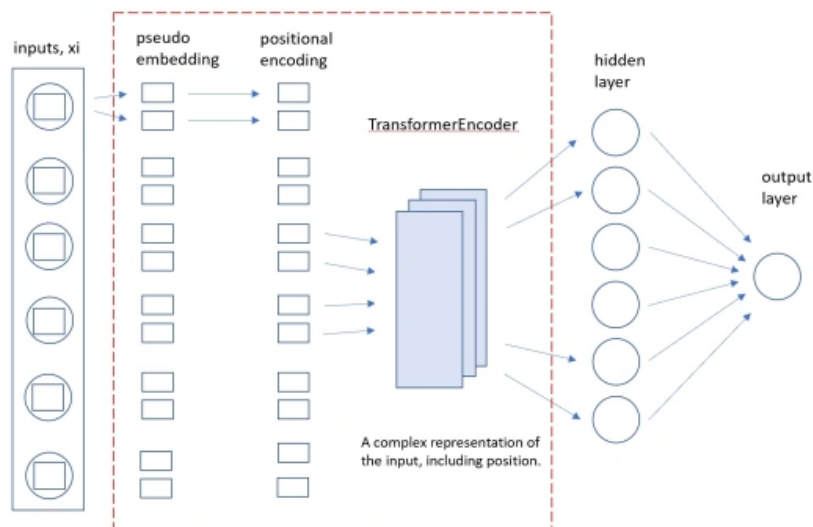 inputs, xi
pseudo
embedding
positional
encoding
TransformerEncoder
A complex representation of
the input, including position.
hidden
layer
output
layer